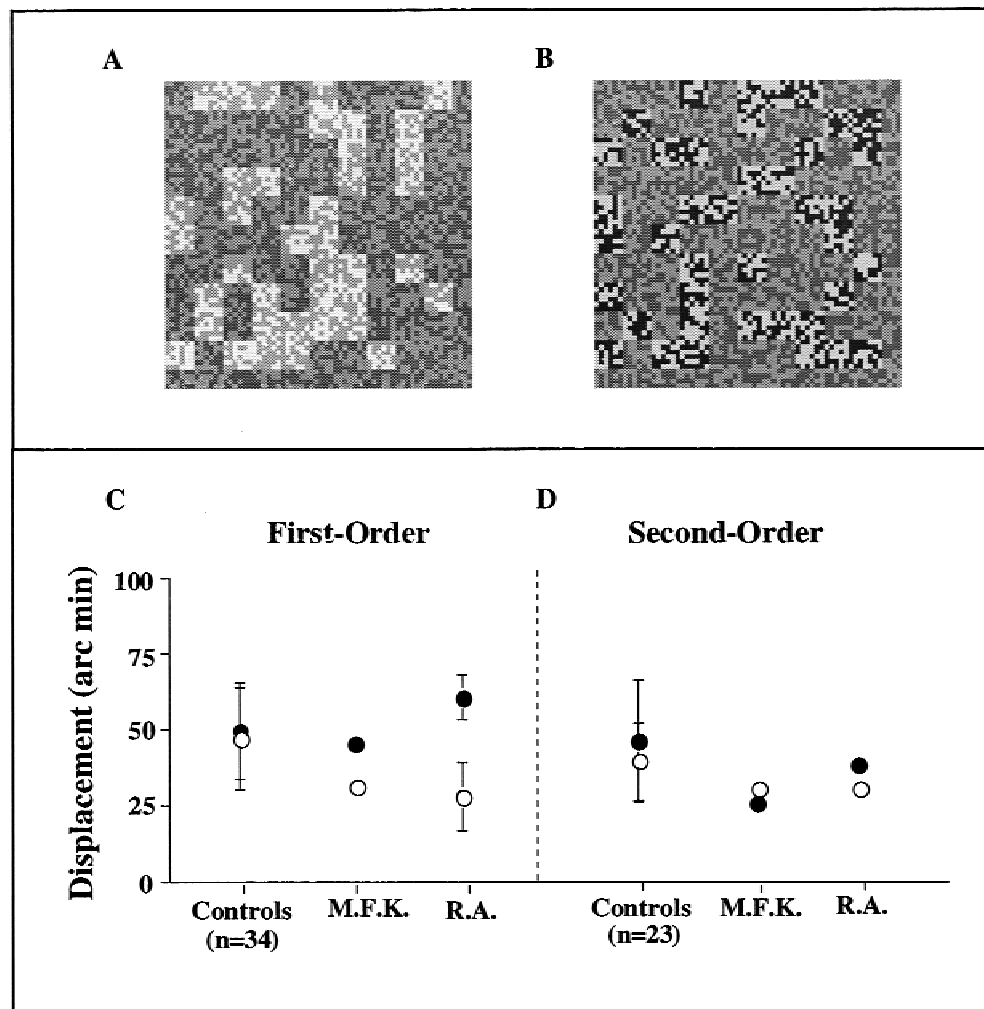 A
B
C
D
First-Order
Second-Order
Displacement (arc min)
100
75
50
25
0
Controls
(n=34)
M.F.K.
R.A.
Controls
(n=23)
M.F.K.
R.A.